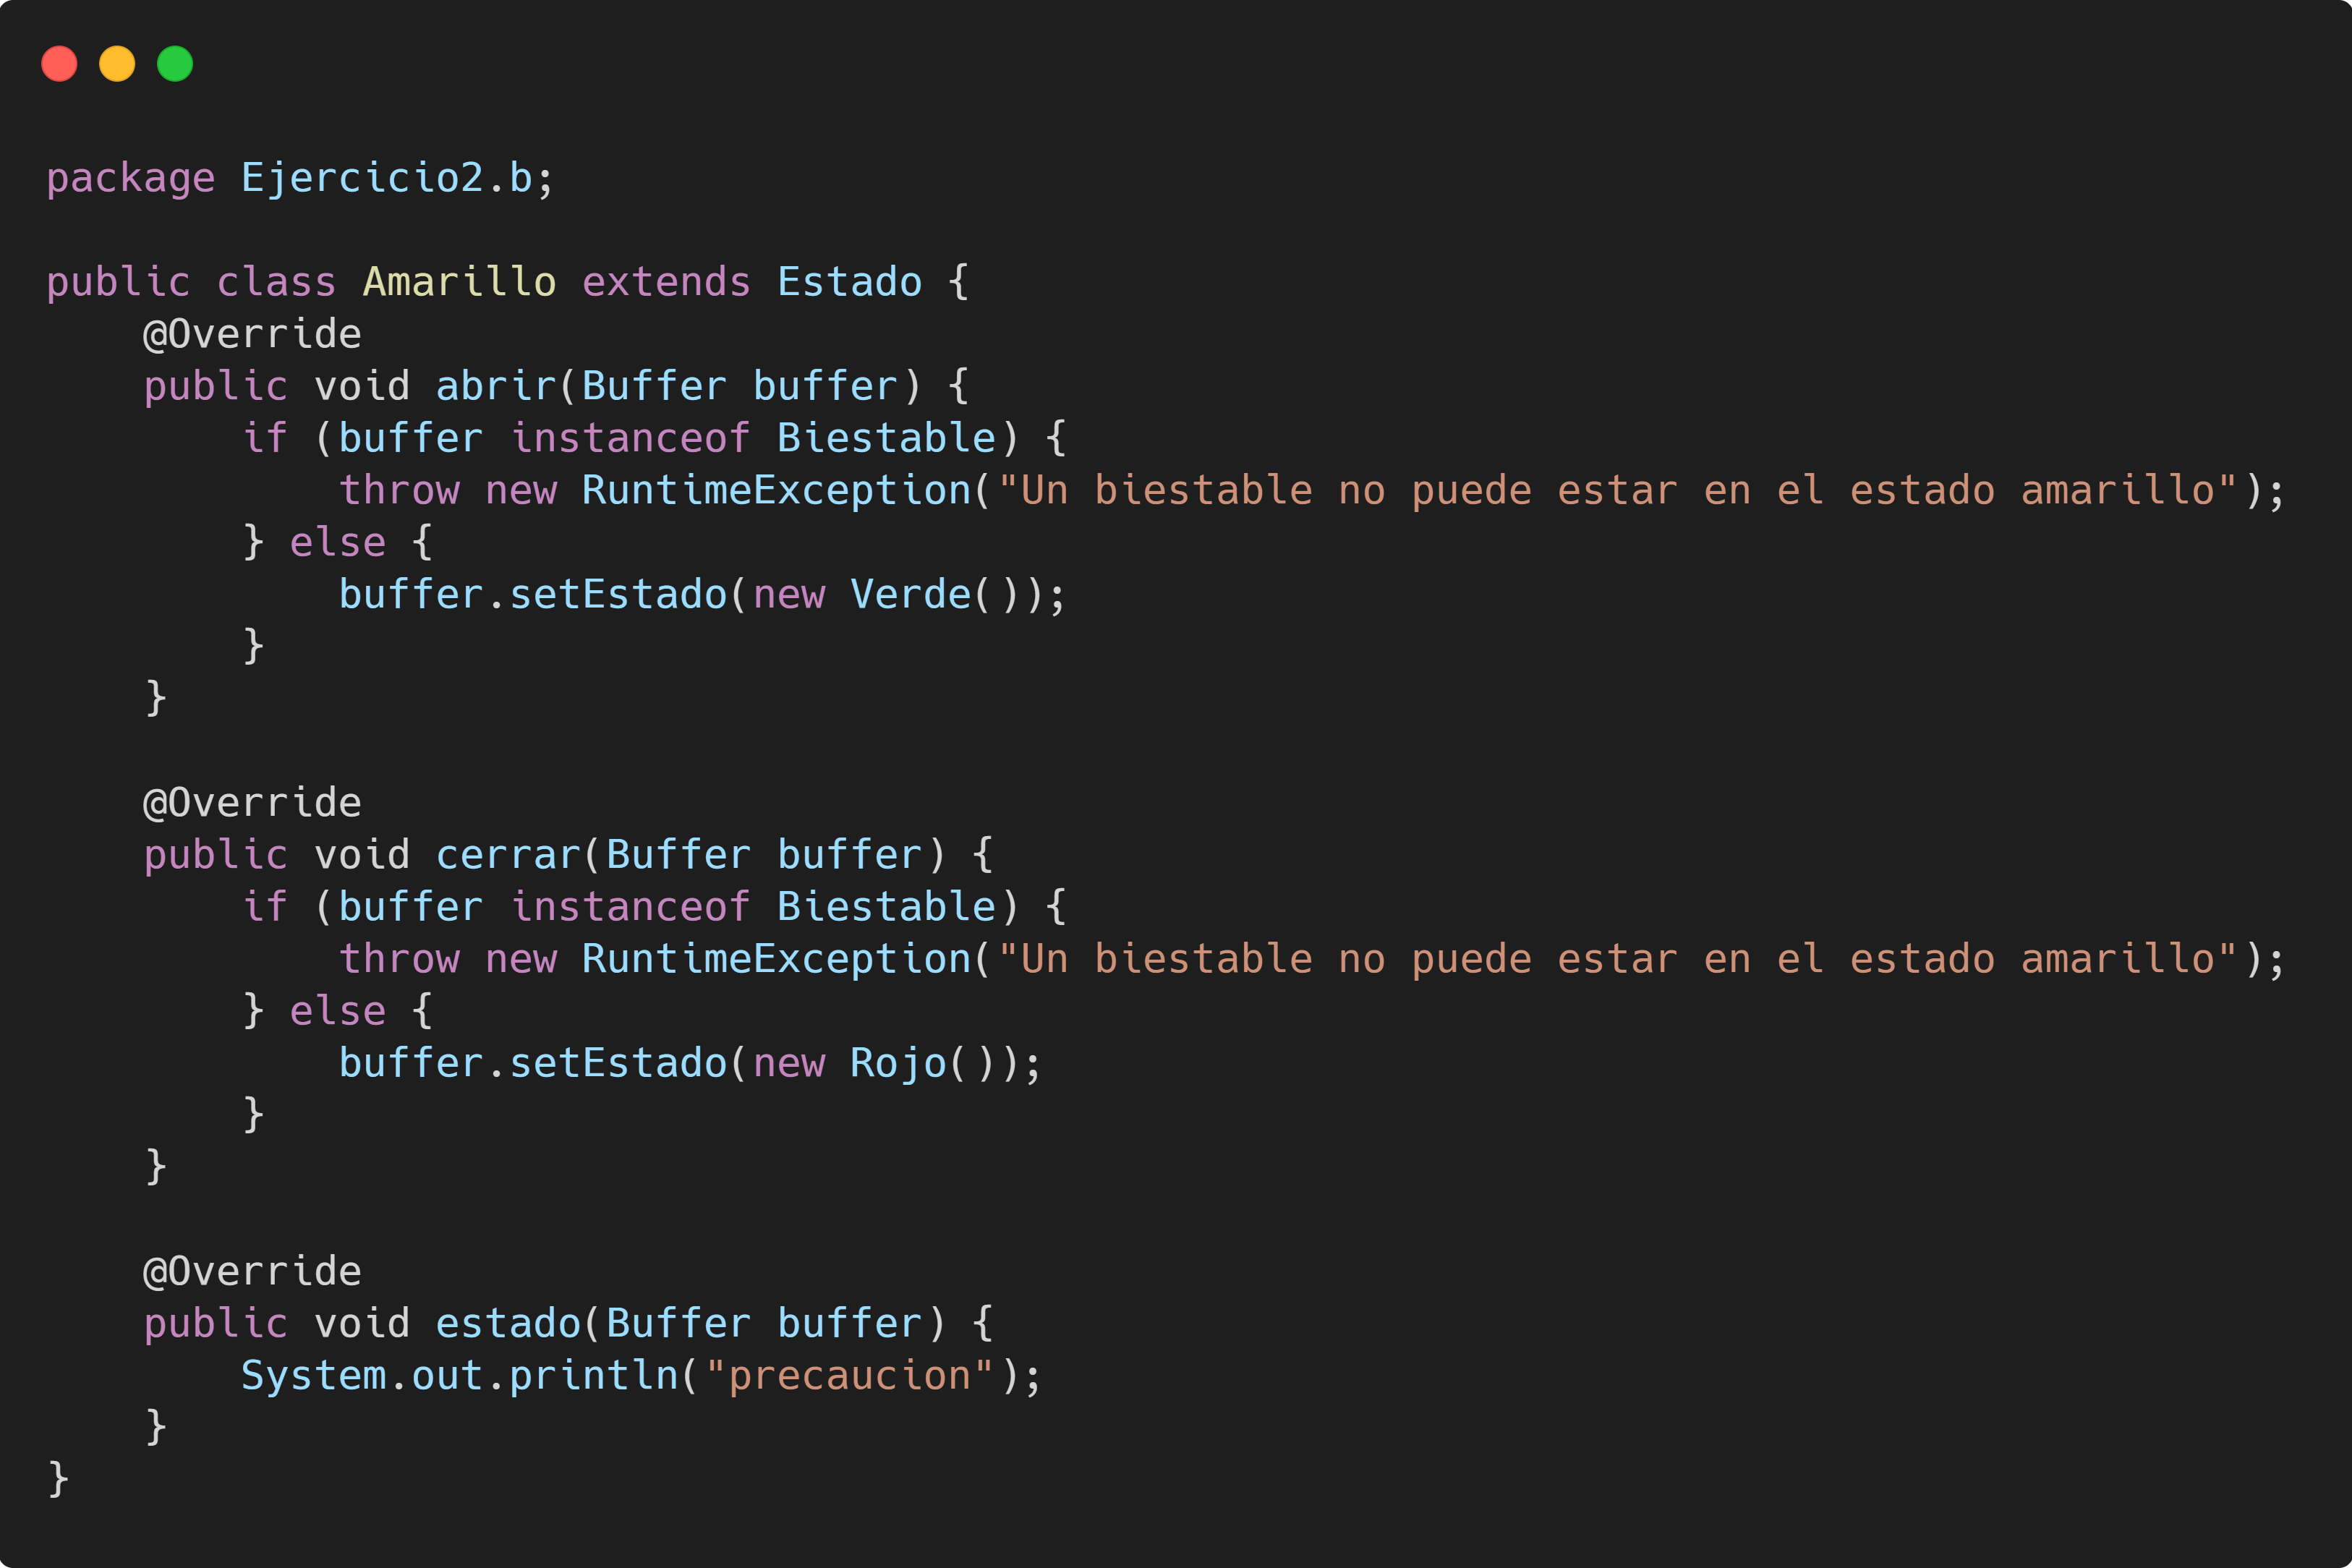 package Ejercicio2.b;
public class Amarillo extends Estado {
    @Override
    public void abrir(Buffer buffer) {
        if (buffer instanceof Biestable) {
            throw new RuntimeException("Un biestable no puede estar en el estado amarillo");
        } else {
            buffer.setEstado(new Verde());
        }
    }
    @Override
    public void cerrar(Buffer buffer) {
        if (buffer instanceof Biestable) {
            throw new RuntimeException("Un biestable no puede estar en el estado amarillo");
        } else {
            buffer.setEstado(new Rojo());
        }
    }
    @Override
    public void estado(Buffer buffer) {
        System.out.println("precaucion");
    }
}